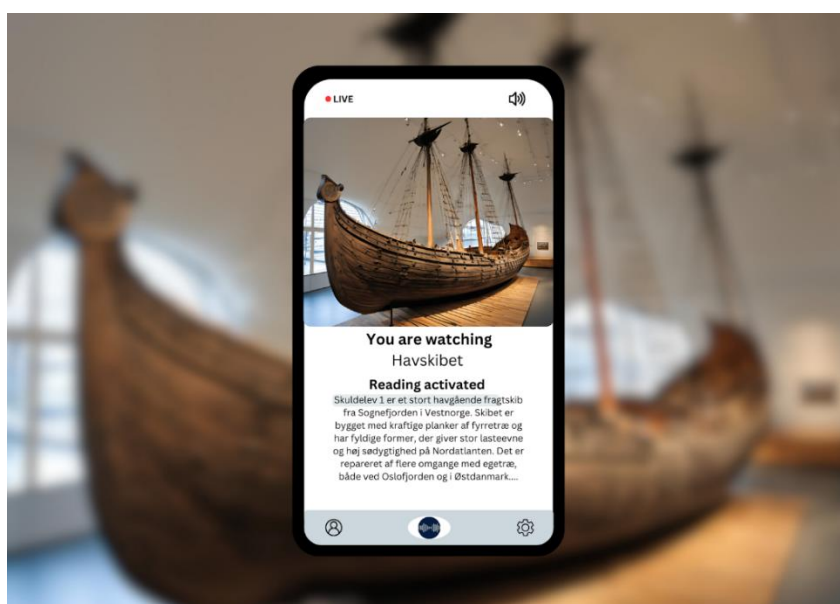 LIVE
You are watching
Havskibet
Reading activated
Skuldelev 1 er et stort havgående fragtskib
fra Sognefjorden i Vestnorge. Skibet er
bygget med kraftige planker af fyrretræ og
har fyldige former, der giver stor lasteevne
og høj sødygtighed på Nordatlanten. Det er
repareret af flere omgange med egetræ,
både ved Oslofjorden og i Østdanmark....